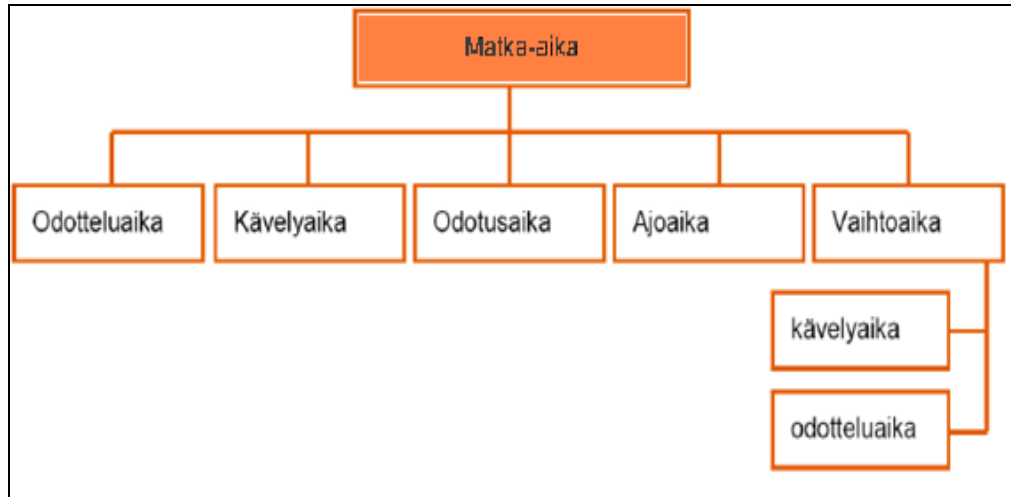 Matka-aika
Odotteluaika
Kävelyaika
Odotusaika
Ajoaika
Vaihtoaika
kävelyaika
odotteluaika